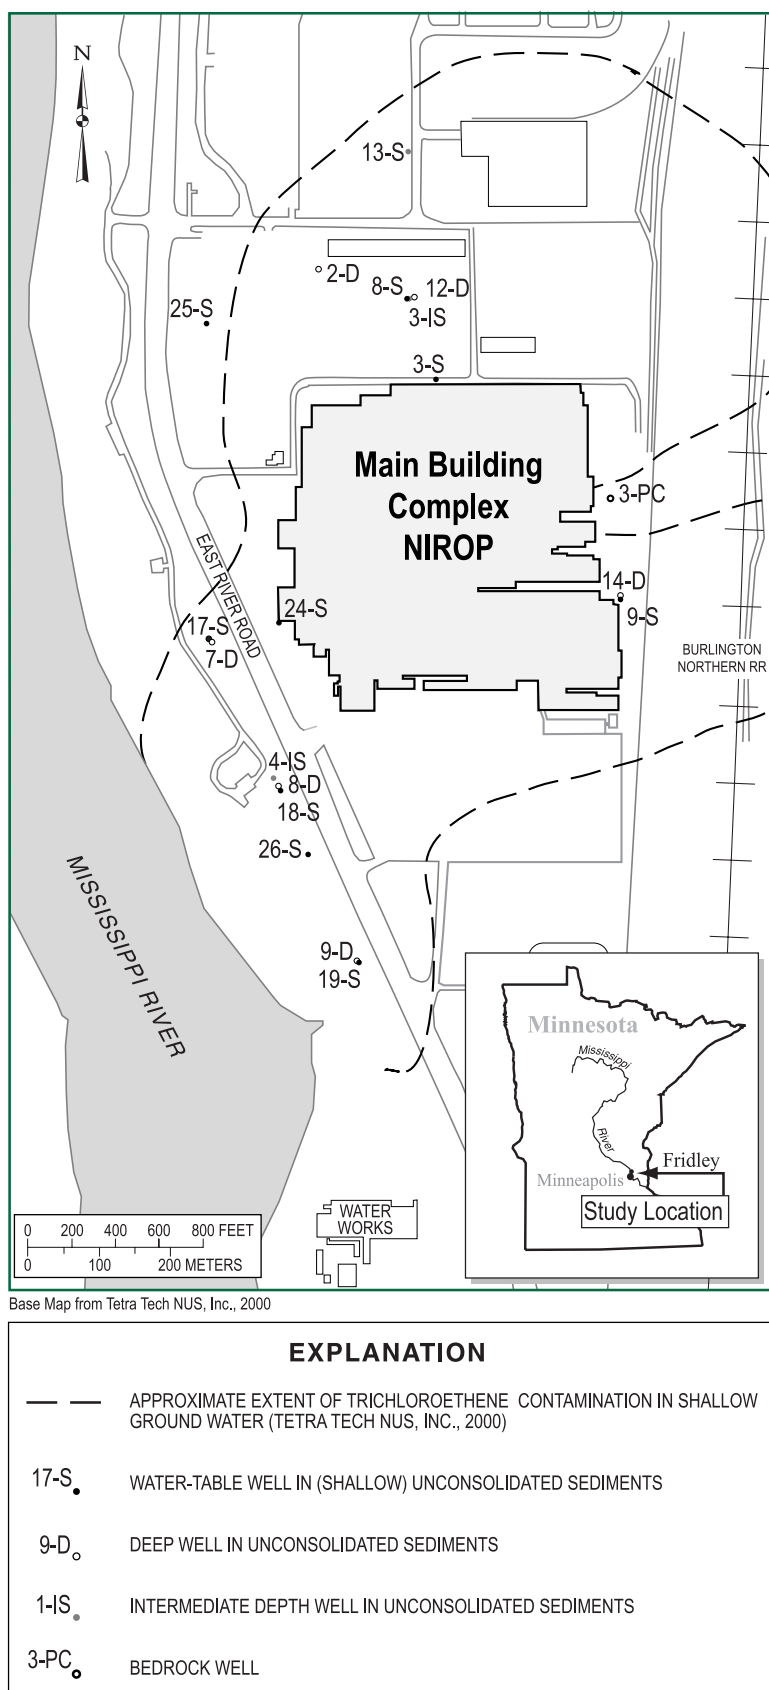 N
13-S
2-D
8-S
12-D
3-IS
25-S
3-S
Main Building
Complex
NIROP
3-PC
EAST RIVER ROAD
14-D
9-S
24-S
17-S
7-D
BURLINGTON
NORTHERN RR
4-IS
8-D
18-S
26-S
MISSISSIPPI RIVER
9-D
19-S
Minnesota
Mississippi
River
Fridley
Minneapolis
Study Location
WATER
WORKS
0 200 400 600 800 FEET
0 100 200 METERS
Base Map from Tetra Tech NUS, Inc., 2000
EXPLANATION
APPROXIMATE EXTENT OF TRICHLOROETHENE CONTAMINATION IN SHALLOW
GROUND WATER (TETRA TECH NUS, INC., 2000)
17-S WATER-TABLE WELL IN (SHALLOW) UNCONSOLIDATED SEDIMENTS
9-D DEEP WELL IN UNCONSOLIDATED SEDIMENTS
1-IS INTERMEDIATE DEPTH WELL IN UNCONSOLIDATED SEDIMENTS
3-PC BEDROCK WELL